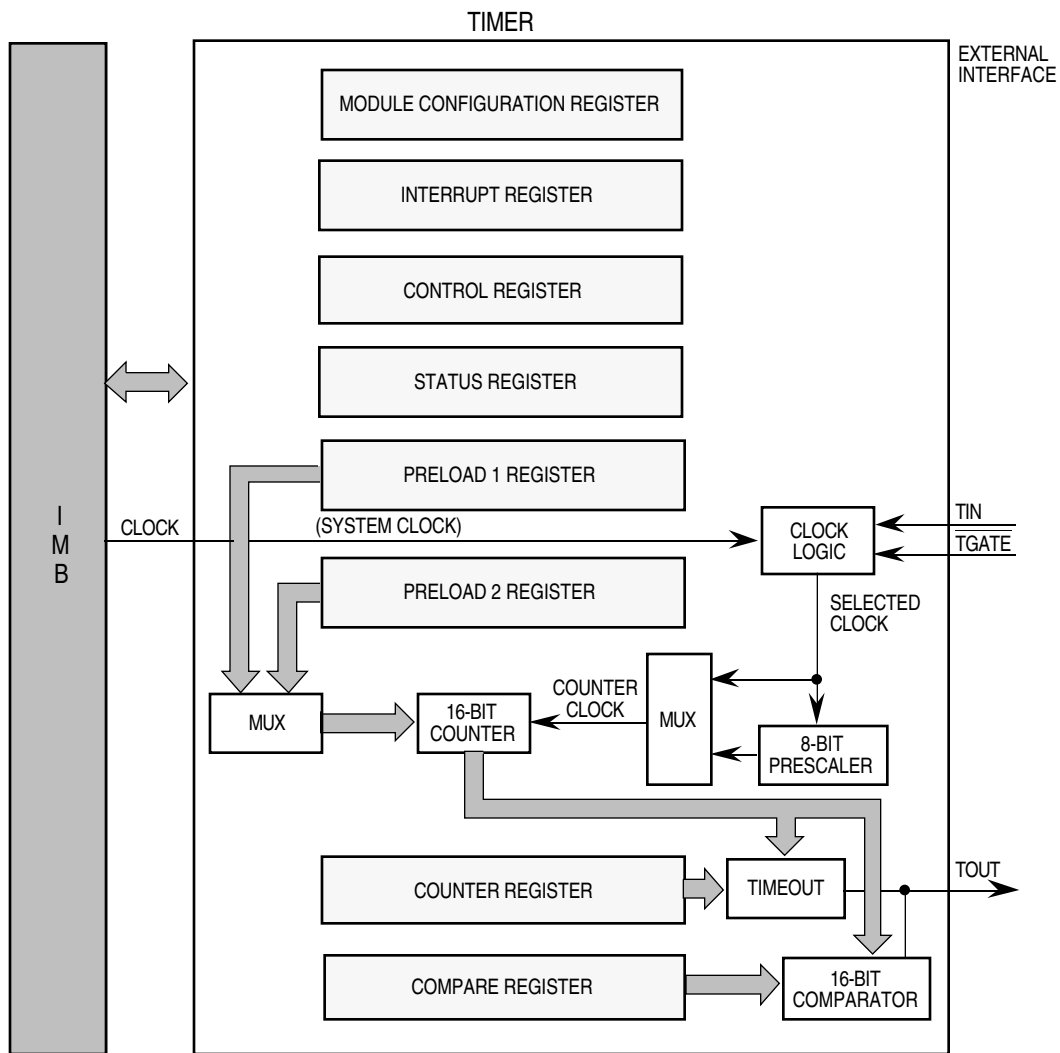 TIMER
EXTERNAL
INTERFACE
MODULE CONFIGURATION REGISTER
INTERRUPT REGISTER
CONTROL REGISTER
STATUS REGISTER
PRELOAD 1 REGISTER
I
M
B
CLOCK
(SYSTEM CLOCK)
CLOCK
LOGIC
TIN
TGATE
PRELOAD 2 REGISTER
SELECTED
CLOCK
MUX
16-BIT
COUNTER
COUNTER
CLOCK
MUX
8-BIT
PRESCALER
COUNTER REGISTER
TIMEOUT
TOUT
COMPARE REGISTER
16-BIT
COMPARATOR